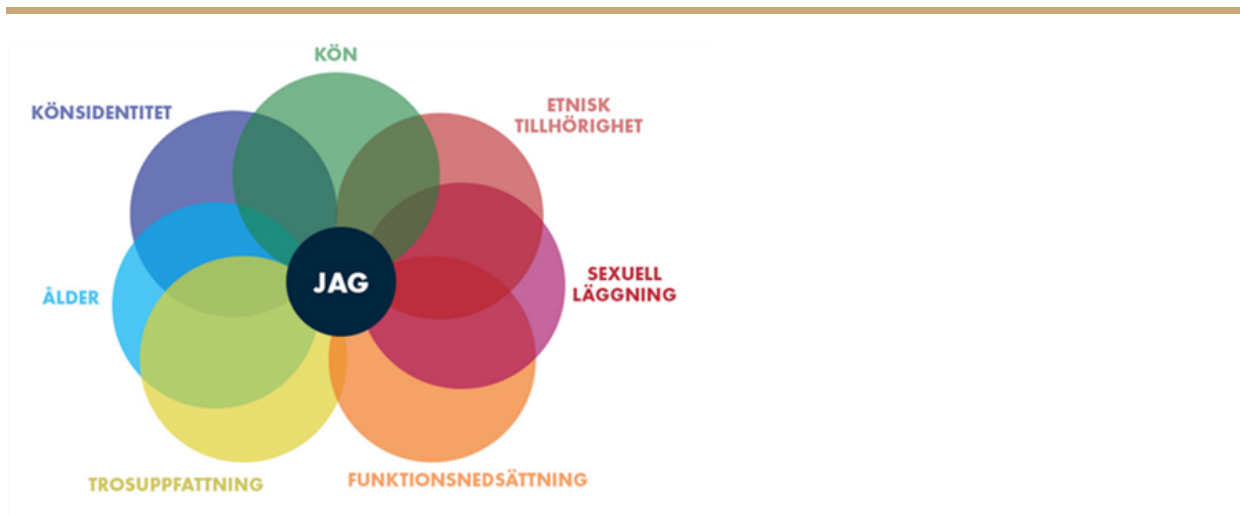 KÖN
KÖNSIDENTITET
ETNISK
TILLHÖRIGHET
JAG
SEXUELL
LÄGGNING
ÅLDER
TROSUPPFATTNING
FUNKTIONSNEDSÄTTNING